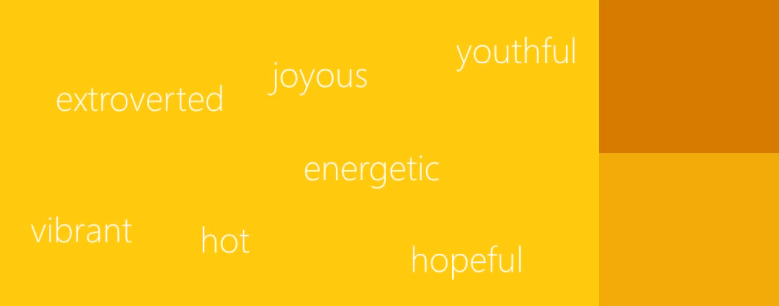 youthful
joyous
extroverted
energetic
vibrant
hot
hopeful